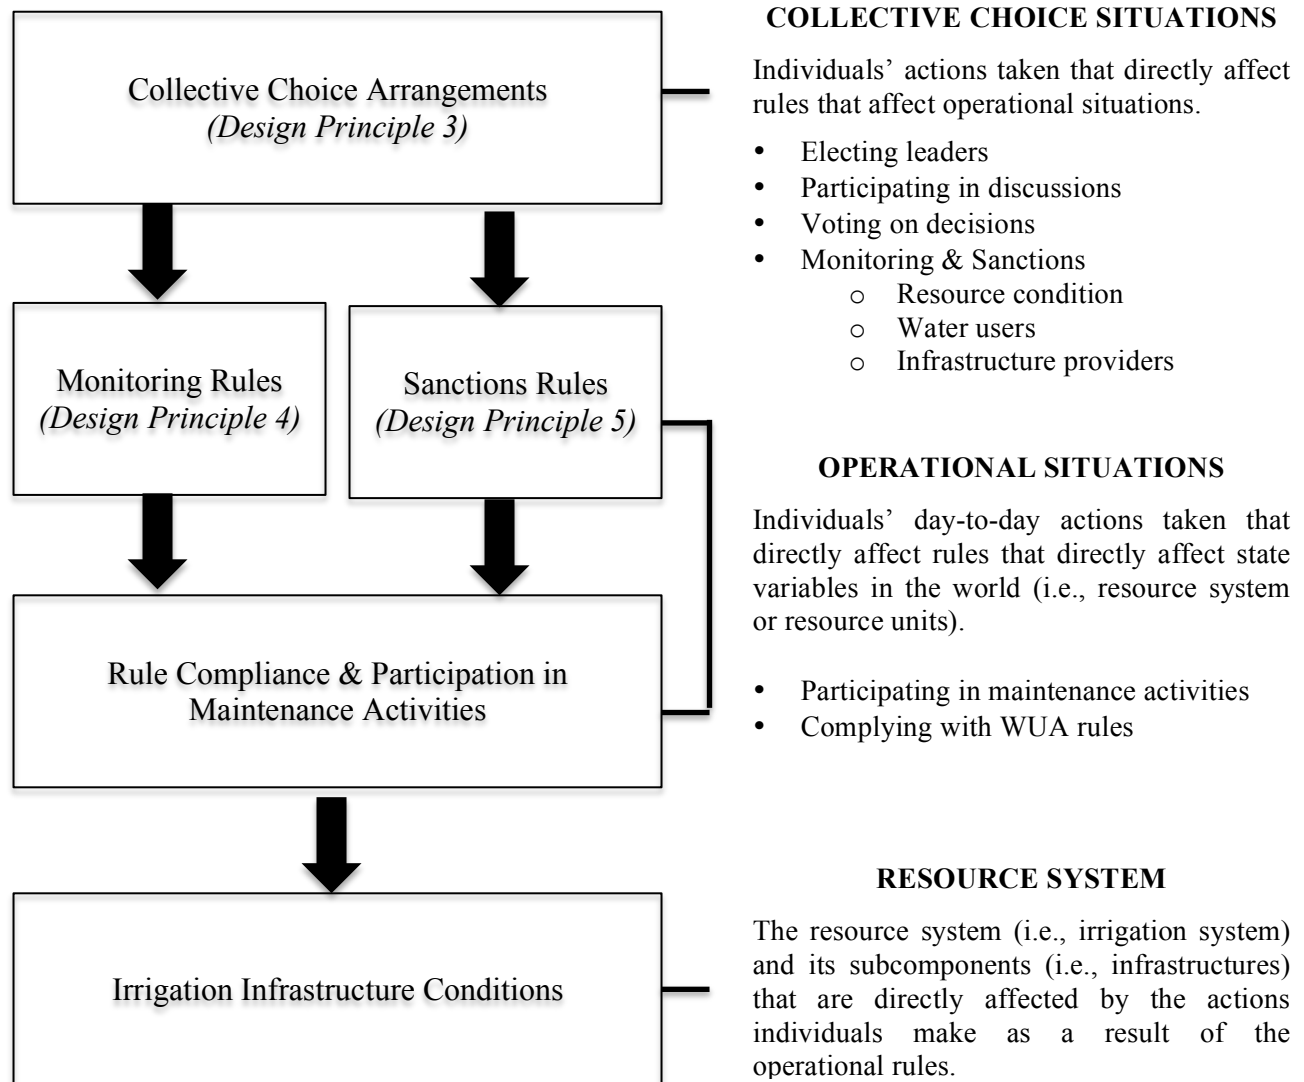 Collective Choice Arrangements
(Design Principle 3)
Monitoring Rules
(Design Principle 4)
Sanctions Rules
(Design Principle 5)
Rule Compliance & Participation in
Maintenance Activities
Irrigation Infrastructure Conditions
COLLECTIVE CHOICE SITUATIONS
Individuals’ actions taken that directly affect
rules that affect operational situations.
• Electing leaders
• Participating in discussions
• Voting on decisions
• Monitoring & Sanctions
o Resource condition
o Water users
o Infrastructure providers
OPERATIONAL SITUATIONS
Individuals’ day-to-day actions taken that
directly affect rules that directly affect state
variables in the world (i.e., resource system
or resource units).
• Participating in maintenance activities
• Complying with WUA rules
RESOURCE SYSTEM
The resource system (i.e., irrigation system)
and its subcomponents (i.e., infrastructures)
that are directly affected by the actions
individuals make as a result of the
operational rules.